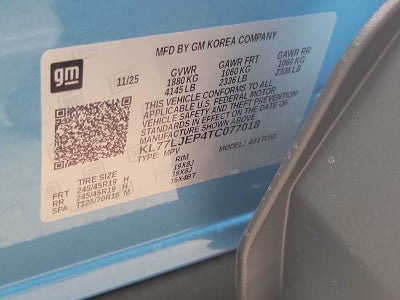 gm
MFD BY GM KOREA COMPANY
11/25 GVWR GAWR FRT GAWR RR
1880 KG 1060 KG 1060 KG
4145 LB 2336 LB 2336 LB
THIS VEHICLE CONFORMS TO ALL
APPLICABLE U.S. FEDERAL MOTOR
VEHICLE SAFETY AND THEFT PREVENTION
STANDARDS IN EFFECT ON THE DATE OF
MANUFACTURE SHOWN ABOVE.
KL77LJEP4TC077018
TYPE: MPV MODEL: 4S1TU58
TIRE SIZE RIM
FRT 245/45R19 H 19X8J
RR 245/45R19 H 19X8J
SPA T125/70R16 M 16X4BT